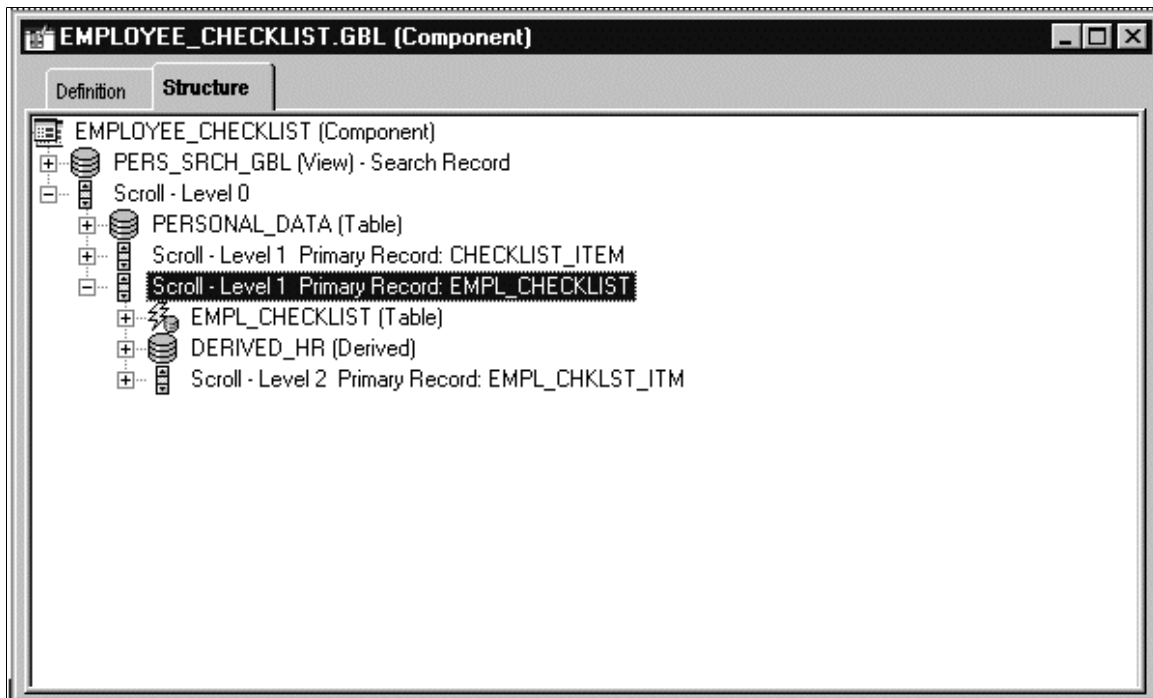 EMPLOYEE_CHECKLIST.GBL (Component)
Definition Structure
EMPLOYEE_CHECKLIST (Component)
PERS_SRCH_GBL (View) - Search Record
Scroll - Level 0
PERSONAL_DATA (Table)
Scroll - Level 1 Primary Record: CHECKLIST_ITEM
Scroll - Level 1 Primary Record: EMPL_CHECKLIST
EMPL_CHECKLIST (Table)
DERIVED_HR (Derived)
Scroll - Level 2 Primary Record: EMPL_CHKLST_ITM